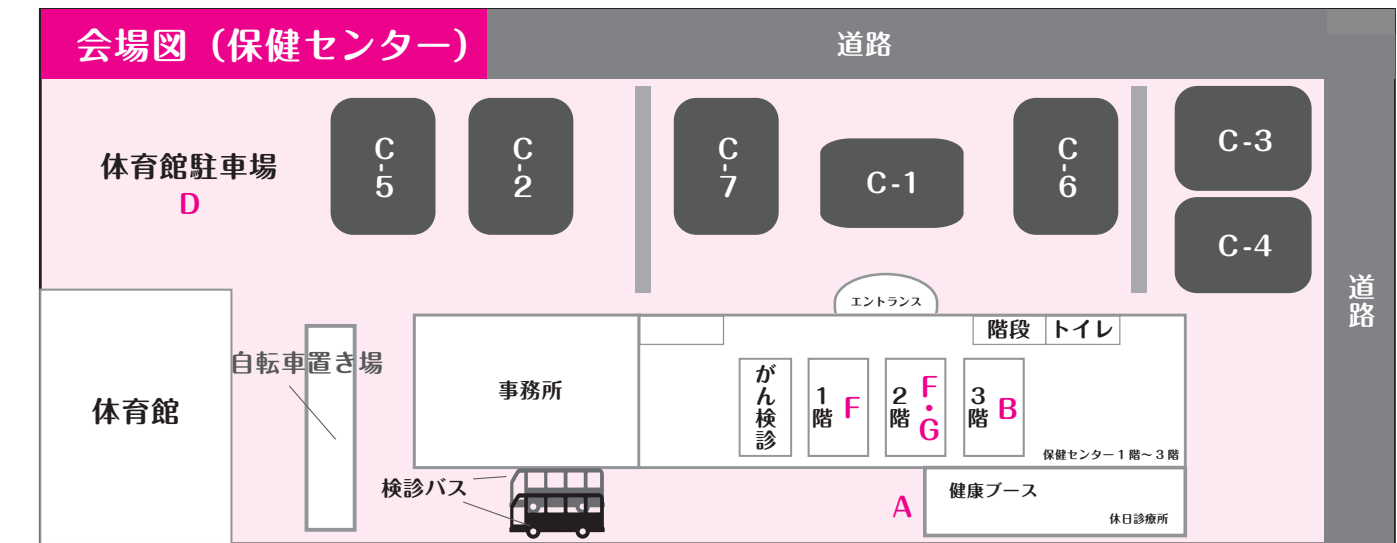 会場図（保健センター）
道路
体育館駐車場
D
C-5
C-2
C-7
C-1
C-6
C-3
C-4
道路
エントランス
階段
トイレ
自転車置き場
体育館
事務所
がん検診
1階 F
2階 F・G
3階 B
保健センター1階～3階
検診バス
A
健康ブース
休日診療所